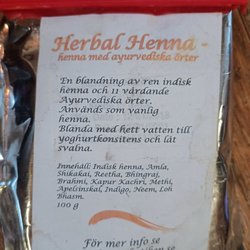 Herbal Henna -
henna med ayurvediska örter
En blandning av ren indisk
henna och 11 vårdande
Ayurvediska örter.
Används som vanlig
henna.
Blanda med hett vatten till
yoghurtkonsitens och låt
svalna.
Innehåll: Indisk henna, Amla,
Shikakai, Reetha, Bhingraj,
Brahmi, Kapur Kachri, Methi,
Apelsinskal, Indigo, Neem, Loh
Bhasm.
100 g
För mer info se